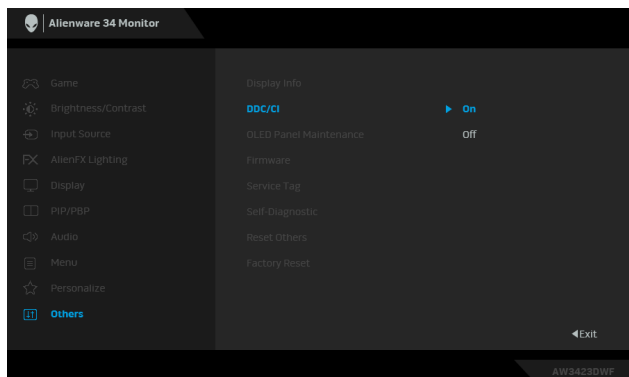 Alienware 34 Monitor
Game
Display Info
Brightness/Contrast
DDC/CI
On
Input Source
OLED Panel Maintenance
Off
FX AlienFX Lighting
Firmware
Display
Service Tag
PIP/PBP
Self-Diagnostic
Audio
Reset Others
Menu
Factory Reset
Personalize
Others
Exit
AW3423DWF